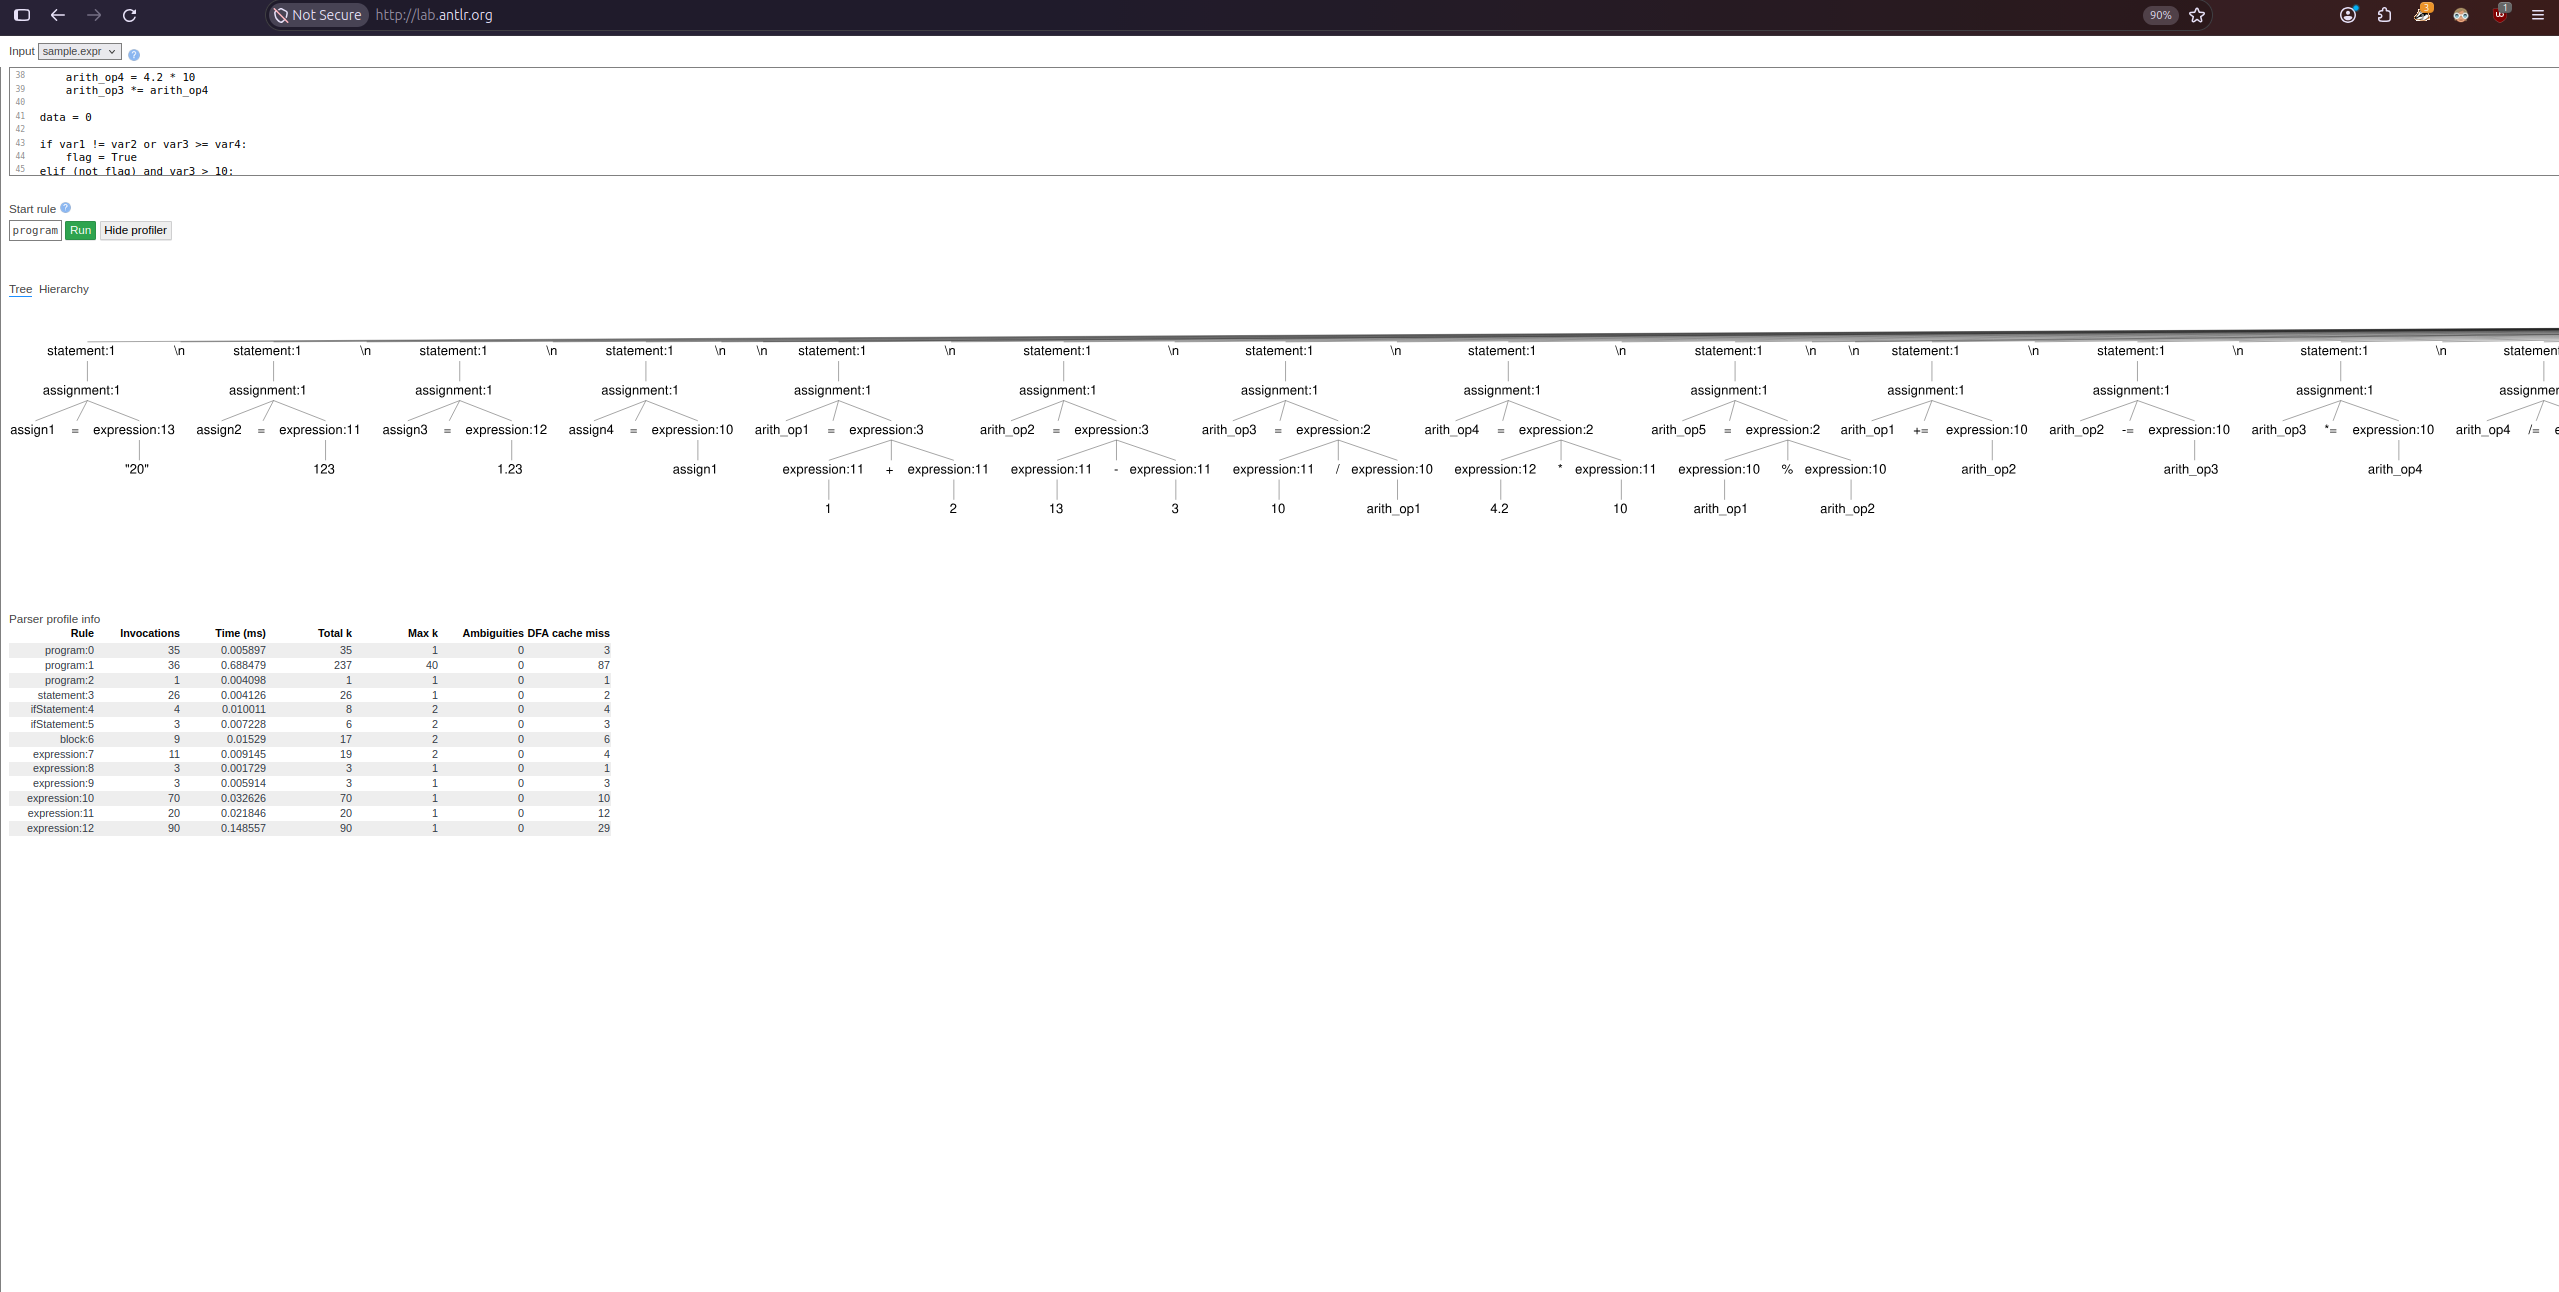 Not Secure http://lab.antlr.org 90% 3 1
Input sample.expr ?
38 arith_op4 = 4.2 * 10
39 arith_op3 *= arith_op4
40
41 data = 0
42
43 if var1 != var2 or var3 >= var4:
44 flag = True
45 elif (not flag) and var3 > 10:
Start rule ?
program Run Hide profiler
Tree Hierarchy
statement:1 \n statement:1 \n statement:1 \n statement:1 \n \n statement:1 \n statement:1 \n statement:1 \n statement:1 \n statement:1 \n \n statement:1 \n statement:1 \n statement:1 \n statement
assignment:1 assignment:1 assignment:1 assignment:1 assignment:1 assignment:1 assignment:1 assignment:1 assignment:1 assignment:1 assignment:1 assignment:1 assignmer
assign1 = expression:13 assign2 = expression:11 assign3 = expression:12 assign4 = expression:10 arith_op1 = expression:3 arith_op2 = expression:3 arith_op3 = expression:2 arith_op4 = expression:2 arith_op5 = expression:2 arith_op1 += expression:10 arith_op2 -= expression:10 arith_op3 *= expression:10 arith_op4 /= e
"20" 123 1.23 assign1 expression:11 + expression:11 expression:11 - expression:11 expression:11 / expression:10 expression:12 * expression:11 expression:10 % expression:10 arith_op2 arith_op3 arith_op4
1 2 13 3 10 arith_op1 4.2 10 arith_op1 arith_op2
Parser profile info
Rule Invocations Time (ms) Total k Max k Ambiguities DFA cache miss
program:0 35 0.005897 35 1 0 3
program:1 36 0.688479 237 40 0 87
program:2 1 0.004098 1 1 0 1
statement:3 26 0.004126 26 1 0 2
ifStatement:4 4 0.010011 8 2 0 4
ifStatement:5 3 0.007228 6 2 0 3
block:6 9 0.01529 17 2 0 6
expression:7 11 0.009145 19 2 0 4
expression:8 3 0.001729 3 1 0 1
expression:9 3 0.005914 3 1 0 3
expression:10 70 0.032626 70 1 0 10
expression:11 20 0.021846 20 1 0 12
expression:12 90 0.148557 90 1 0 29